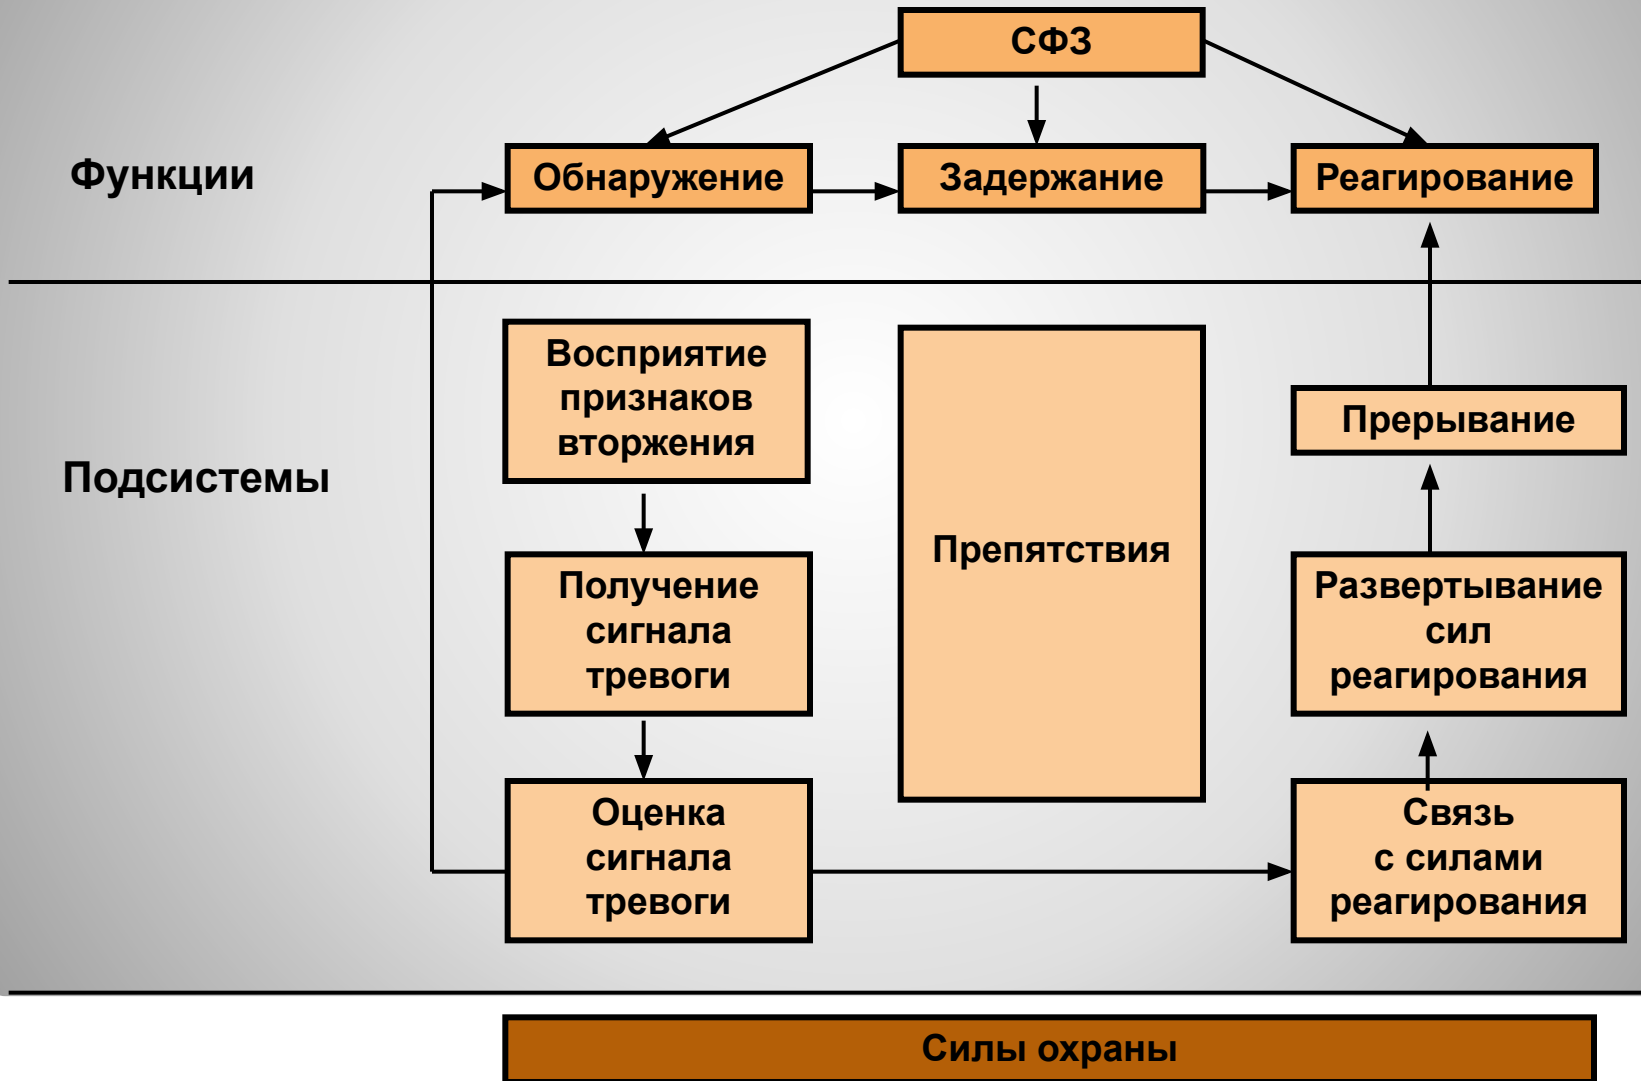 СФЗ
Функции
Обнаружение
Задержание
Реагирование
Подсистемы
Восприятие
признаков
вторжения
Препятствия
Прерывание
Получение
сигнала
тревоги
Развертывание
сил
реагирования
Оценка
сигнала
тревоги
Связь
с силами
реагирования
Силы охраны